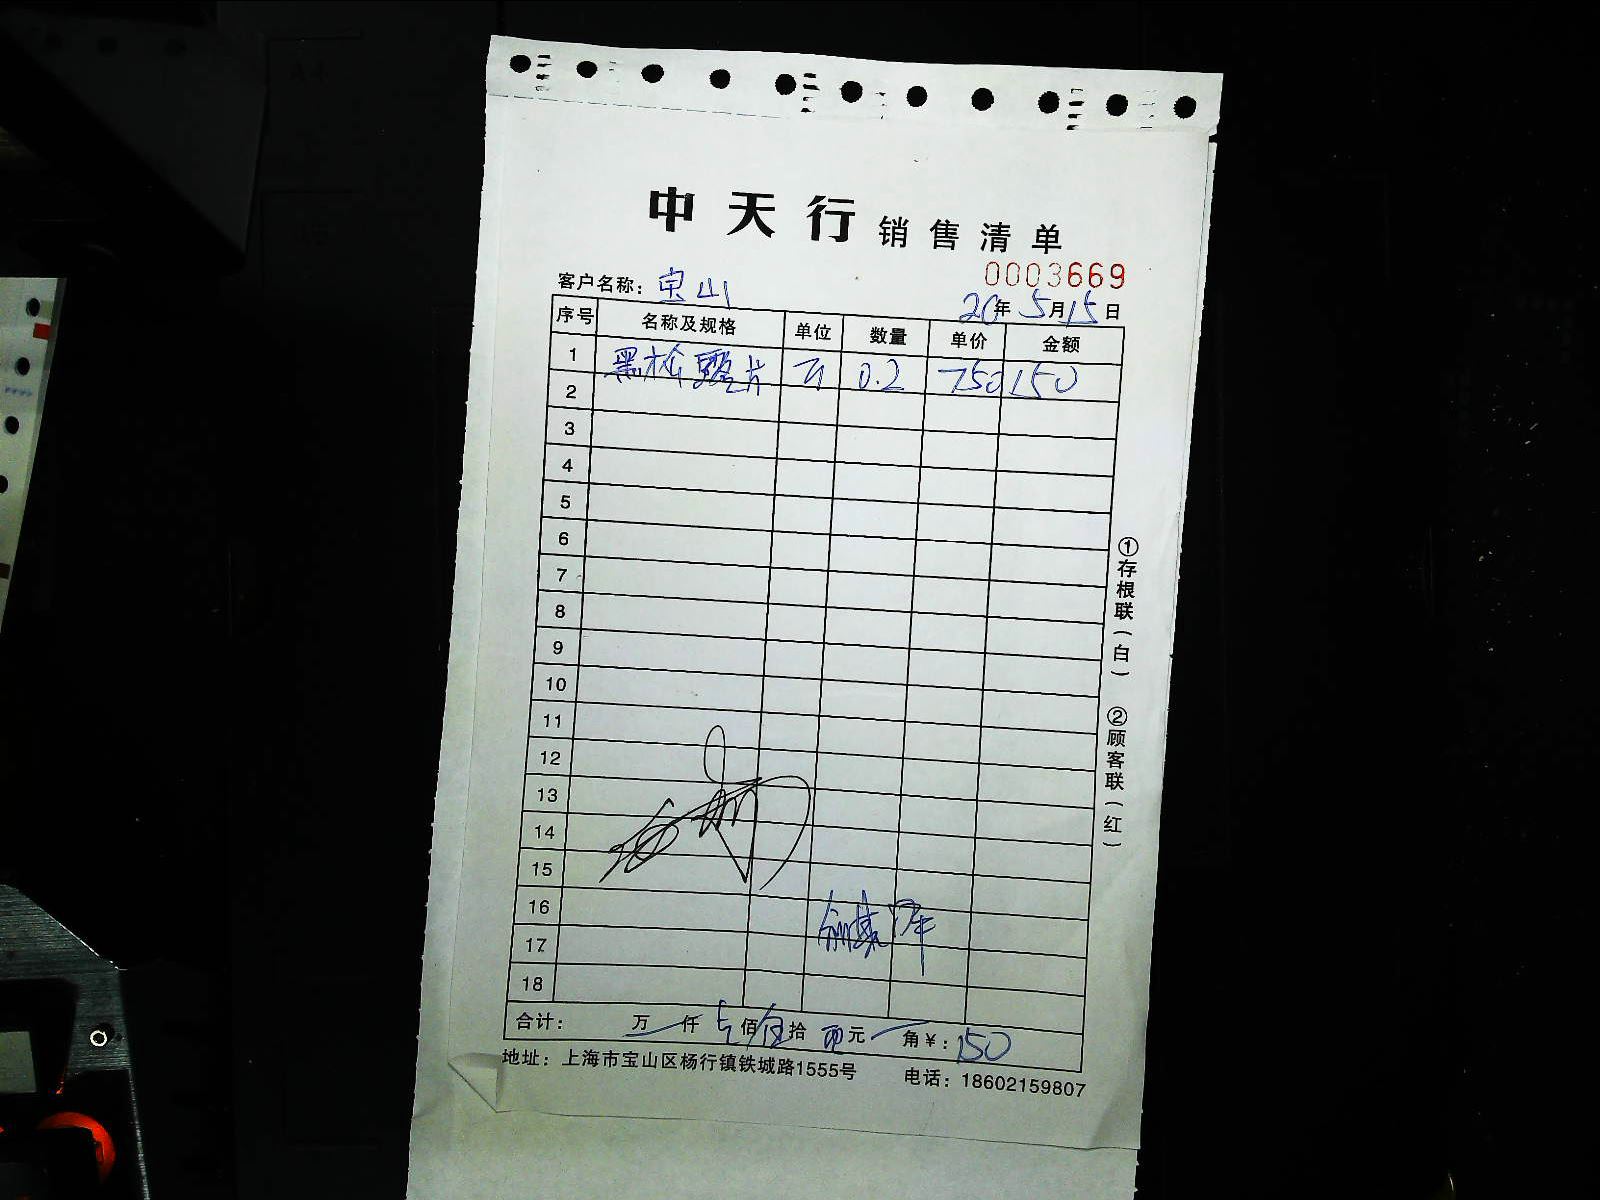 中天行 销售清单
0003669
客户名称: 宝山
20年 5月15日
序号 名称及规格 单位 数量 单价 金额
1 黑木 片 0.2 750 150
2
3
4
5
6
7
8
9
10
11
12
13
14
15
16
17
18
合计: 万 仟 佰 伍拾 元 角¥: 150
地址: 上海市宝山区杨行镇铁城路1555号 电话: 18602159807
①存根联(白) ②顾客联(红)